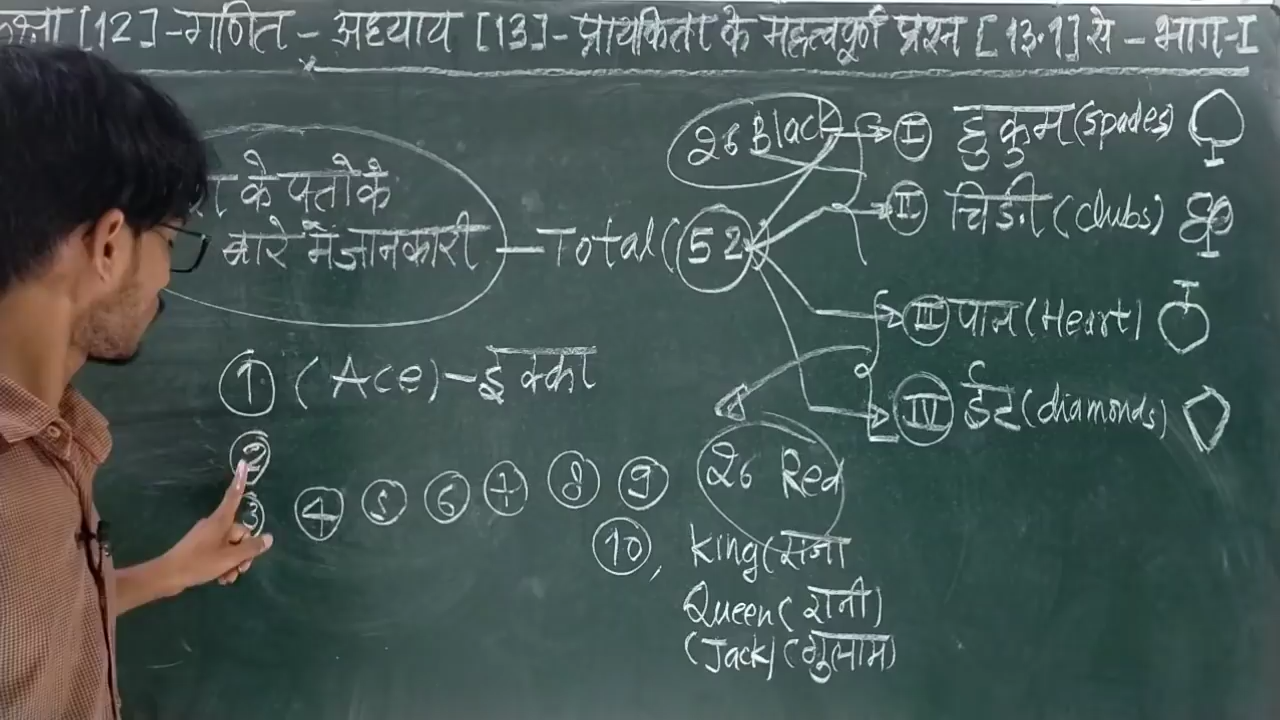 कक्षा [12]-गणित - अध्याय [13]- प्रायकिता के महत्वपूर्ण प्रश्न [13.1] से - भाग-I
के पत्तो के
बारे में जानकारी - Total (52
26 Black
I हुकुम (spades)
II चिड़ी (clubs)
III पान (Heart)
IV ईंट (diamonds)
26 Red
1 (Ace) - इक्का
2
3 4 5 6 7 8 9
10, King (राजा
Queen (रानी)
(Jack) (गुलाम)